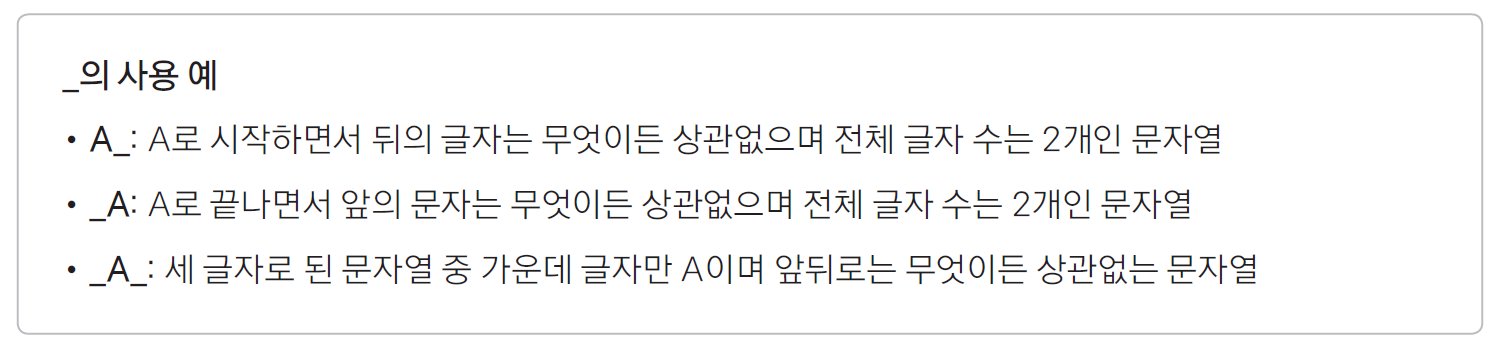 _의 사용 예
• A_: A로 시작하면서 뒤의 글자는 무엇이든 상관없으며 전체 글자 수는 2개인 문자열
• _A: A로 끝나면서 앞의 문자는 무엇이든 상관없으며 전체 글자 수는 2개인 문자열
• _A_: 세 글자로 된 문자열 중 가운데 글자만 A이며 앞뒤로는 무엇이든 상관없는 문자열